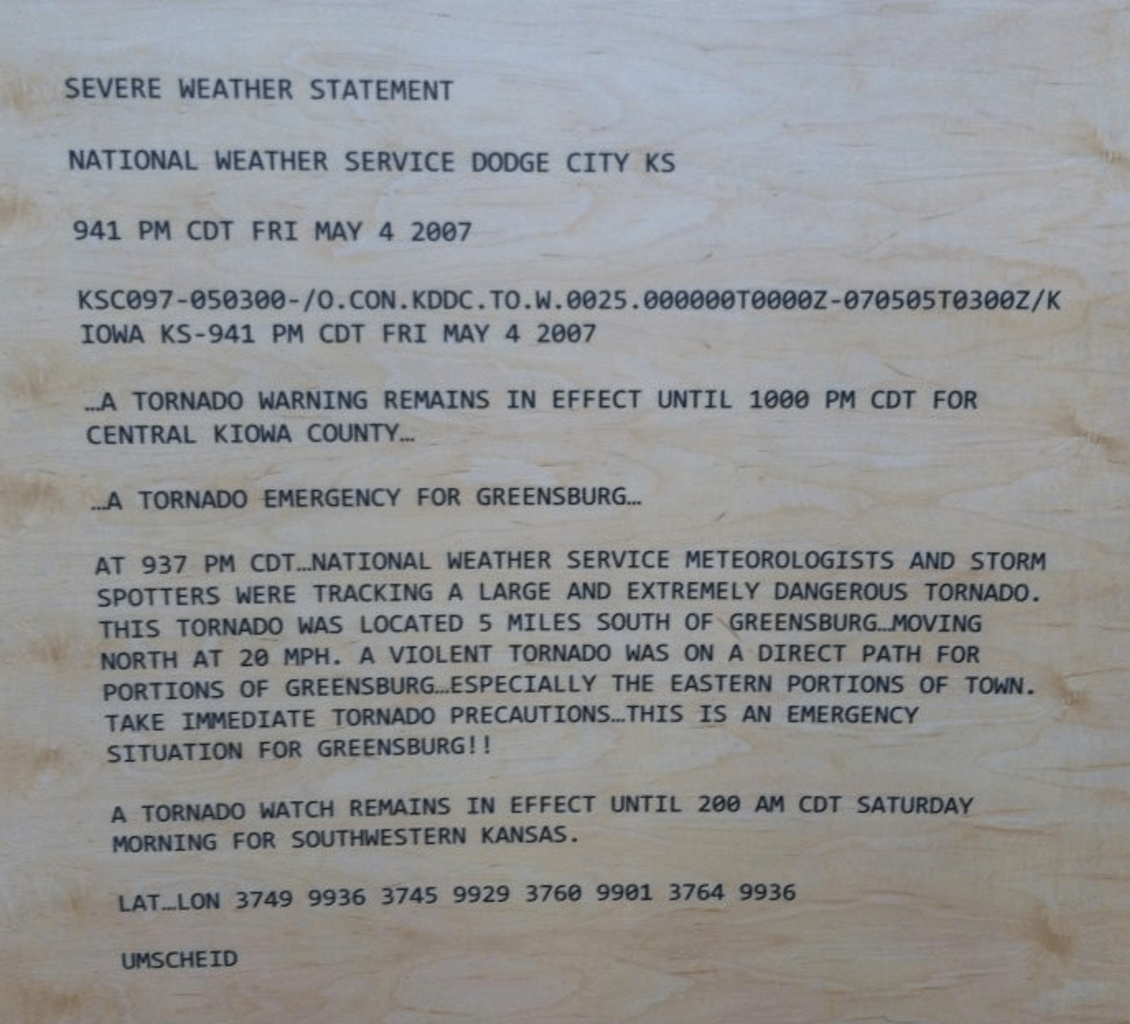 SEVERE WEATHER STATEMENT
NATIONAL WEATHER SERVICE DODGE CITY KS
941 PM CDT FRI MAY 4 2007
KSC097-050300-/O.CON.KDDC.TO.W.0025.000000T0000Z-070505T0300Z/K
IOWA KS-941 PM CDT FRI MAY 4 2007
…A TORNADO WARNING REMAINS IN EFFECT UNTIL 1000 PM CDT FOR
CENTRAL KIOWA COUNTY…
…A TORNADO EMERGENCY FOR GREENSBURG…
AT 937 PM CDT…NATIONAL WEATHER SERVICE METEOROLOGISTS AND STORM
SPOTTERS WERE TRACKING A LARGE AND EXTREMELY DANGEROUS TORNADO.
THIS TORNADO WAS LOCATED 5 MILES SOUTH OF GREENSBURG…MOVING
NORTH AT 20 MPH. A VIOLENT TORNADO WAS ON A DIRECT PATH FOR
PORTIONS OF GREENSBURG…ESPECIALLY THE EASTERN PORTIONS OF TOWN.
TAKE IMMEDIATE TORNADO PRECAUTIONS…THIS IS AN EMERGENCY
SITUATION FOR GREENSBURG!!
A TORNADO WATCH REMAINS IN EFFECT UNTIL 200 AM CDT SATURDAY
MORNING FOR SOUTHWESTERN KANSAS.
LAT…LON 3749 9936 3745 9929 3760 9901 3764 9936
UMSCHEID